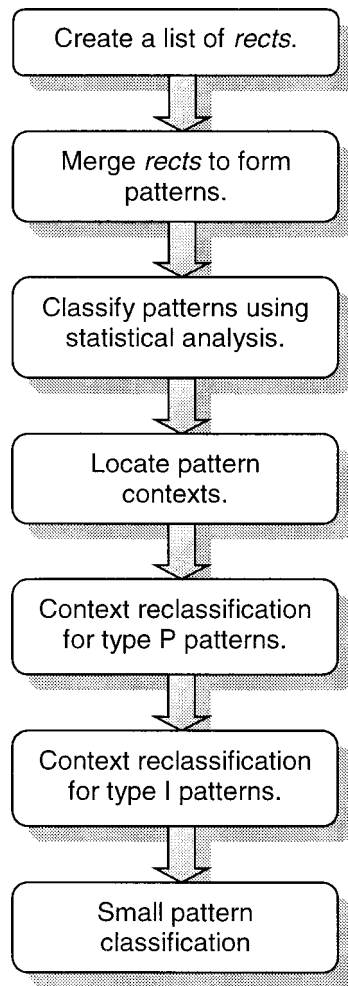 Create a list of rects.
Merge rects to form
patterns.
Classify patterns using
statistical analysis.
Locate pattern
contexts.
Context reclassification
for type P patterns.
Context reclassification
for type I patterns.
Small pattern
classification